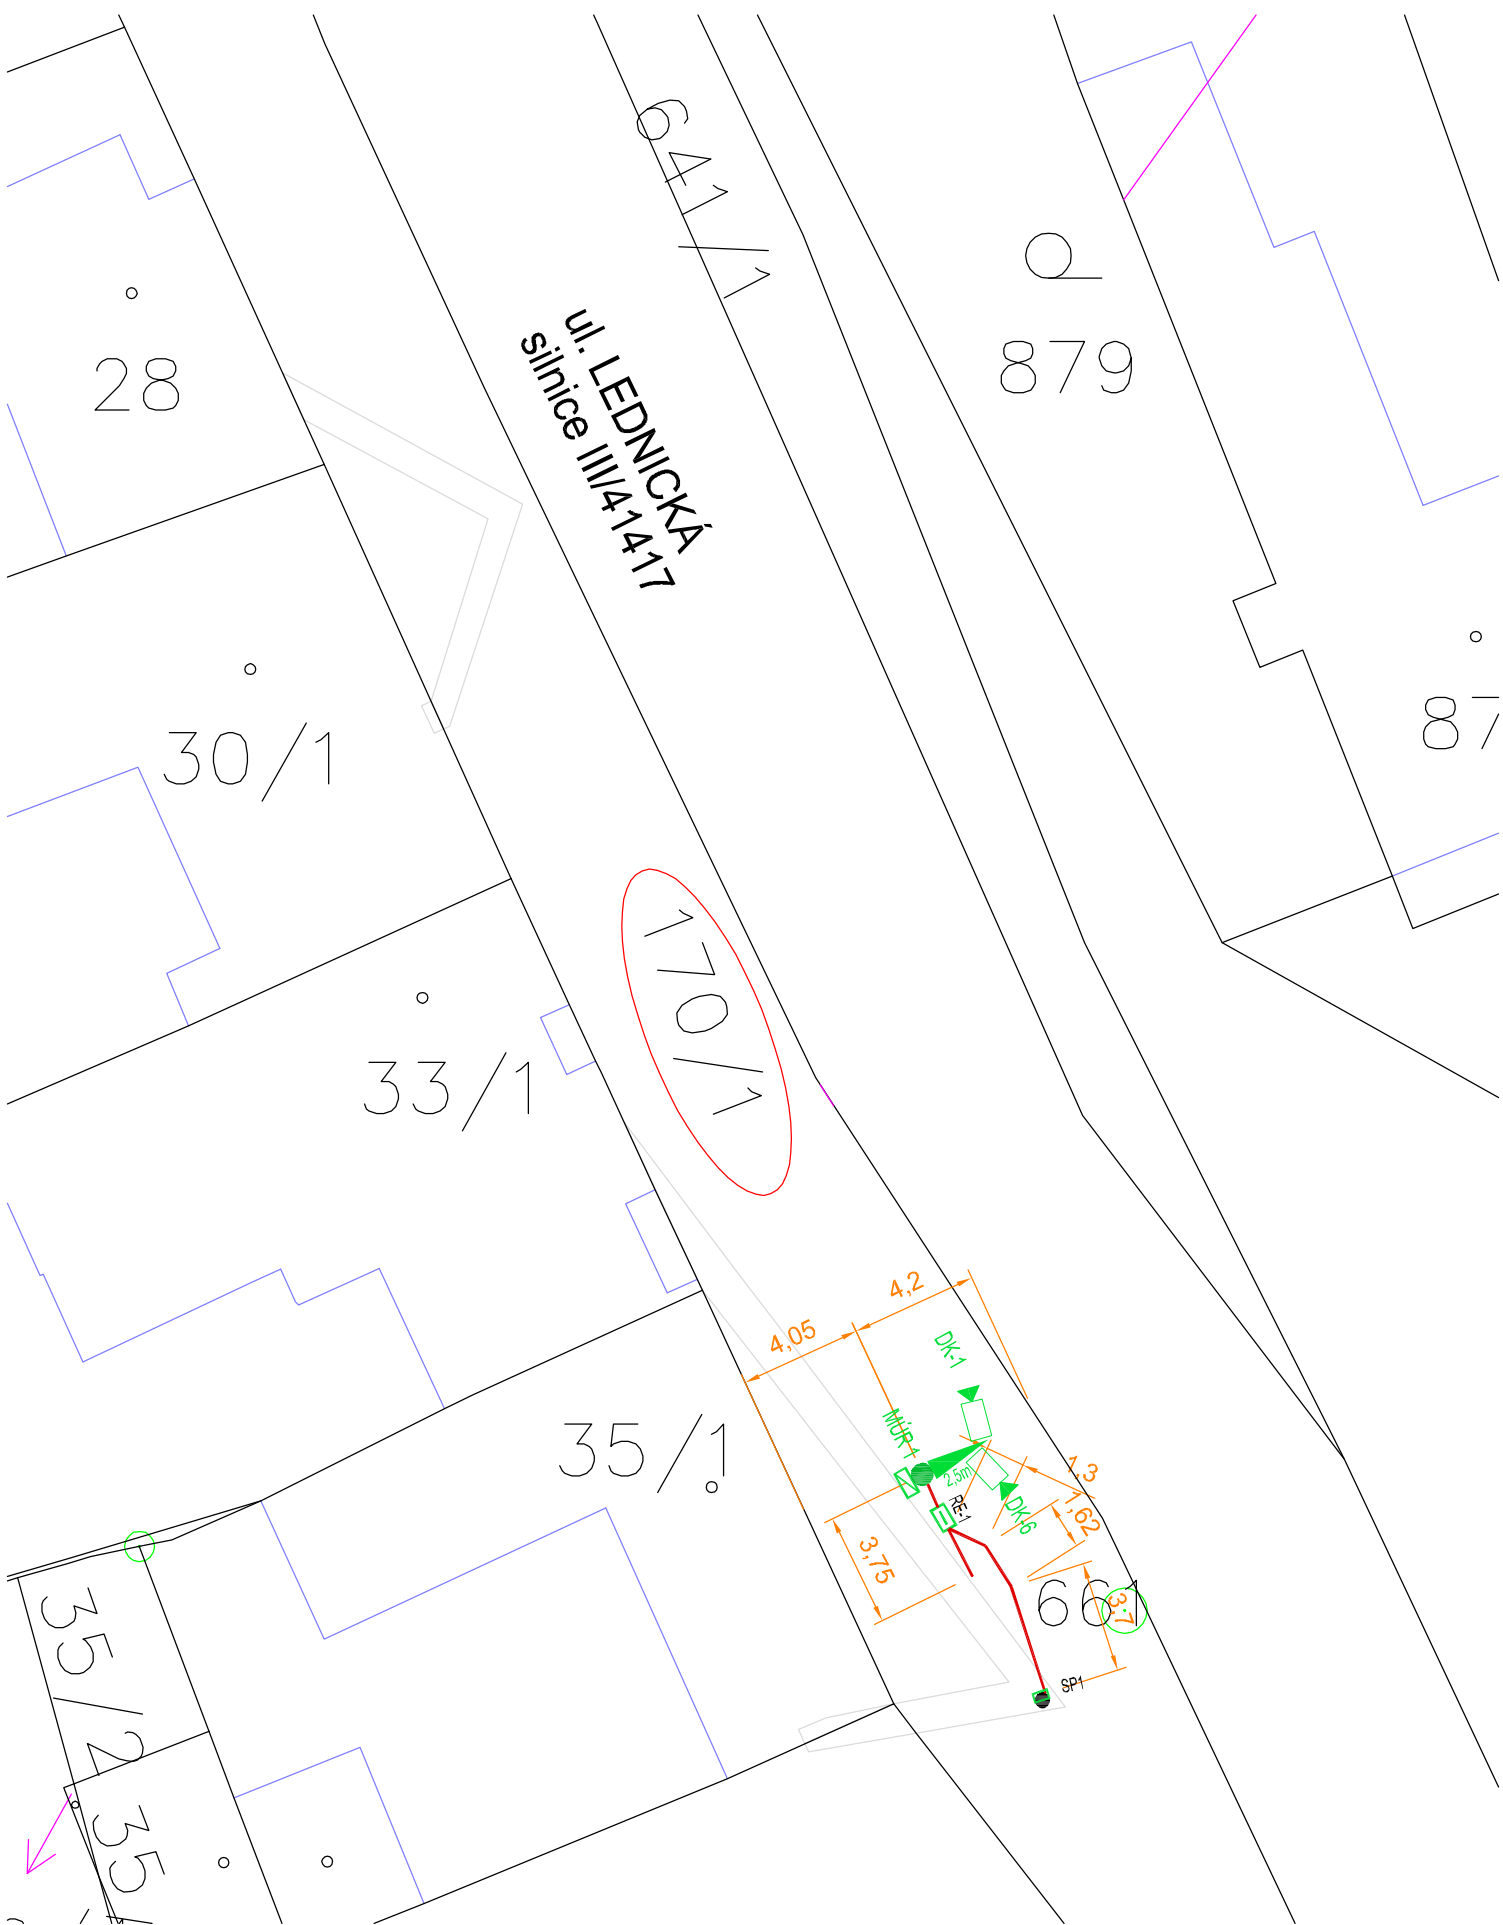 641/1
879
28
ul. LEDNICKÁ
silnice III/41417
30/1
87
170/1
33/1
4,2
4,05
DK-1
MÚR-1
35/1
2,5m
1,3
RE-1
DK-6
1,62
3,75
661
3,7
35/2
SP1
35/